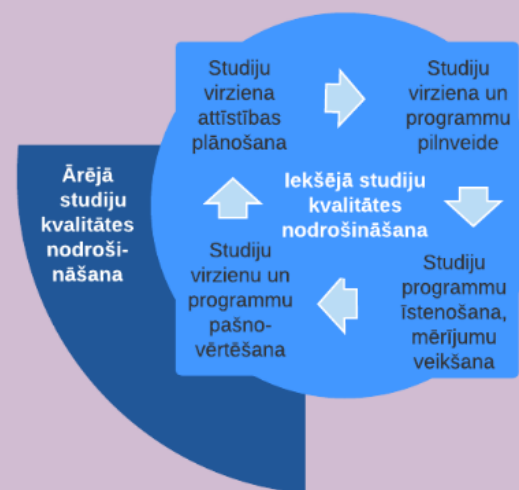 Studiju
virziena
attīstības
plānošana
Studiju
virziena un
programmu
pilnveide
Ārējā
studiju
kvalitātes
nodroši-
nāšana
Iekšējā studiju
kvalitātes
nodrošināšana
Studiju
virzienu un
programmu
pašno-
vērtēšana
Studiju
programmu
īstenošana,
mērījumu
veikšana